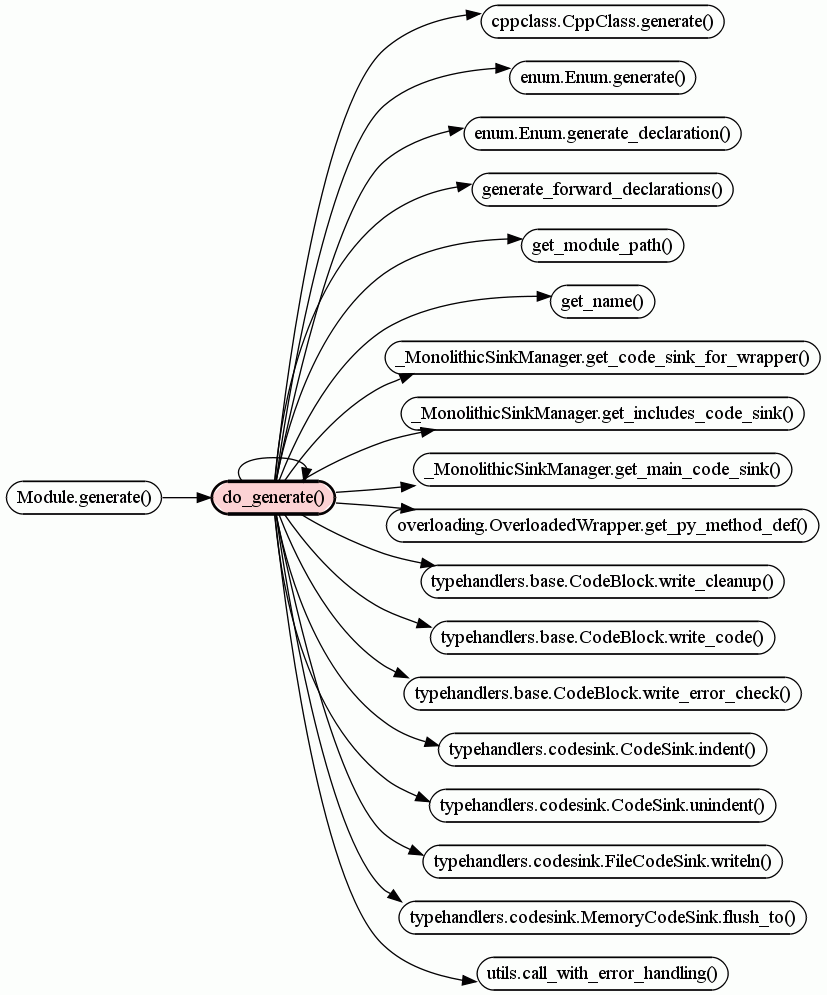 cppclass.CppClass.generate()
enum.Enum.generate()
enum.Enum.generate_declaration()
generate_forward_declarations()
get_module_path()
get_name()
_MonolithicSinkManager.get_code_sink_for_wrapper()
_MonolithicSinkManager.get_includes_code_sink()
_MonolithicSinkManager.get_main_code_sink()
Module.generate()
do_generate()
overloading.OverloadedWrapper.get_py_method_def()
typehandlers.base.CodeBlock.write_cleanup()
typehandlers.base.CodeBlock.write_code()
typehandlers.base.CodeBlock.write_error_check()
typehandlers.codesink.CodeSink.indent()
typehandlers.codesink.CodeSink.unindent()
typehandlers.codesink.FileCodeSink.writeln()
typehandlers.codesink.MemoryCodeSink.flush_to()
utils.call_with_error_handling()